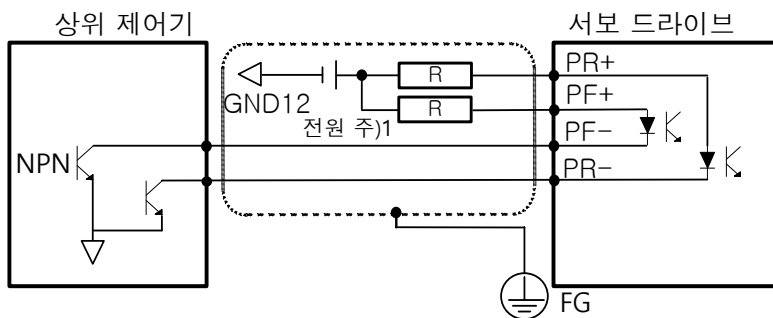 상위 제어기
서보 드라이브
R
PR+
R
PF+
GND12
전원 주)1
PF-
NPN
PR-
FG